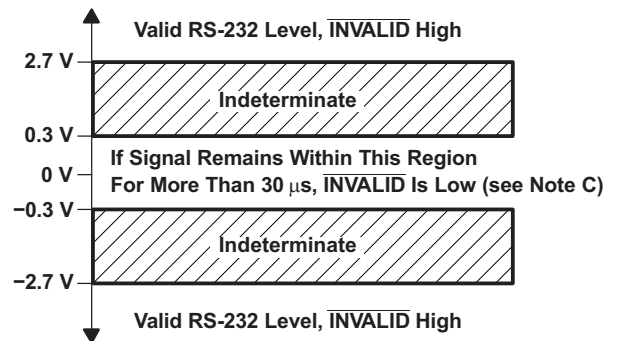 Valid RS-232 Level, INVALID High
2.7 V
Indeterminate
0.3 V
If Signal Remains Within This Region
0 V
For More Than 30 μs, INVALID Is Low (see Note C)
−0.3 V
Indeterminate
−2.7 V
Valid RS-232 Level, INVALID High